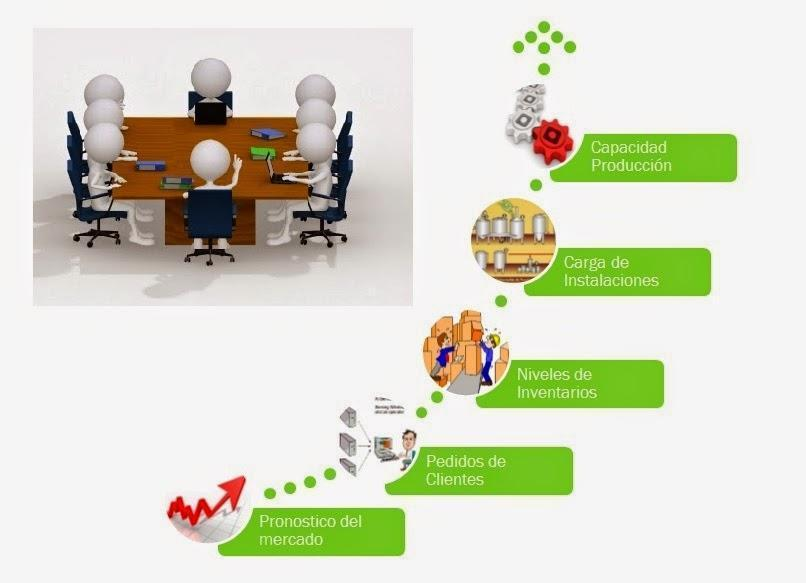 Capacidad
Producción
Carga de
Instalaciones
Niveles de
Inventarios
Pedidos de
Clientes
Pronostico del
mercado